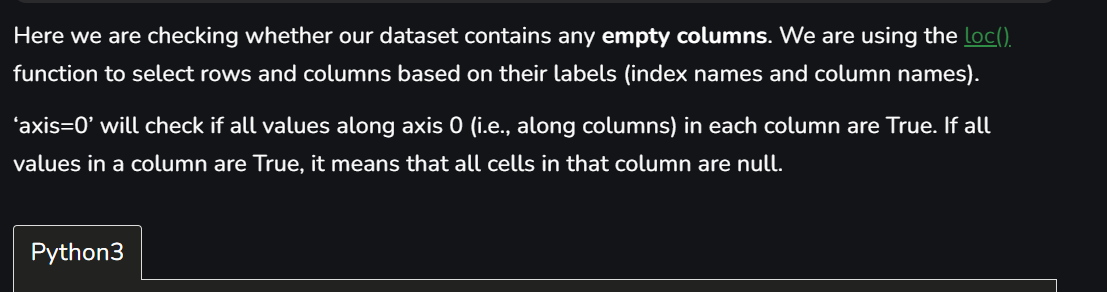 Here we are checking whether our dataset contains any empty columns. We are using the loc()
function to select rows and columns based on their labels (index names and column names).
‘axis=0’ will check if all values along axis 0 (i.e., along columns) in each column are True. If all
values in a column are True, it means that all cells in that column are null.
Python3